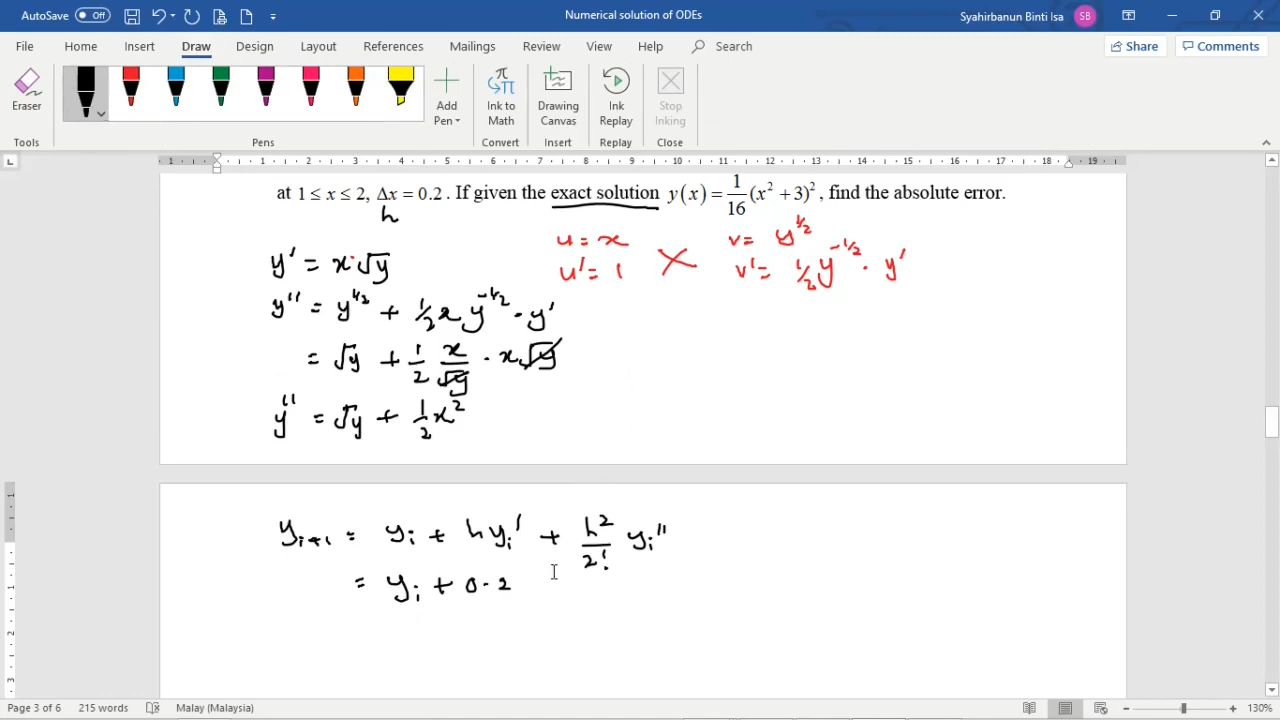 AutoSave Off Numerical solution of ODEs Syahirbanun Binti Isa SB
File Home Insert Draw Design Layout References Mailings Review View Help Search Share Comments
Eraser Add Pen Ink to Math Drawing Canvas Ink Replay Stop Inking
Tools Pens Convert Insert Replay Close
at 1 ≤ x ≤ 2, Δx = 0.2. If given the exact solution y(x) = 1/16 (x² + 3)², find the absolute error.
h
u = x v = y^1/2
u' = 1 v' = 1/2 y^-1/2 · y'
y' = x·√y
y'' = y^1/2 + 1/2 x y^-1/2 · y'
= √y + 1/2 x/√y · x√y
y'' = √y + 1/2 x²
y_i+1 = y_i + h y_i' + h²/2! y_i''
= y_i + 0.2
Page 3 of 6 215 words Malay (Malaysia) 130%